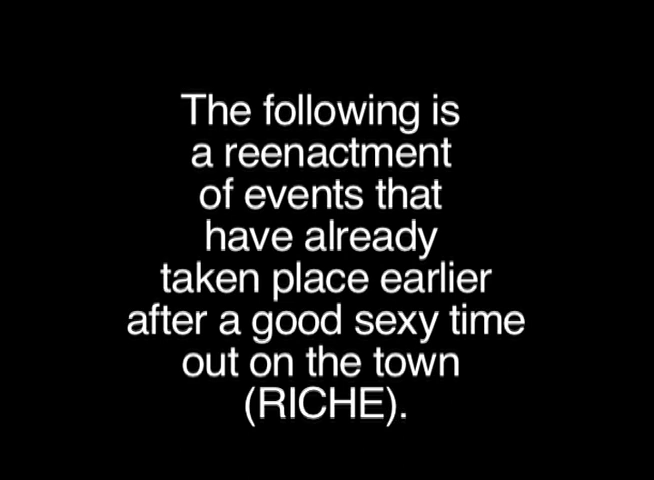 The following is
a reenactment
of events that
have already
taken place earlier
after a good sexy time
out on the town
(RICHE).